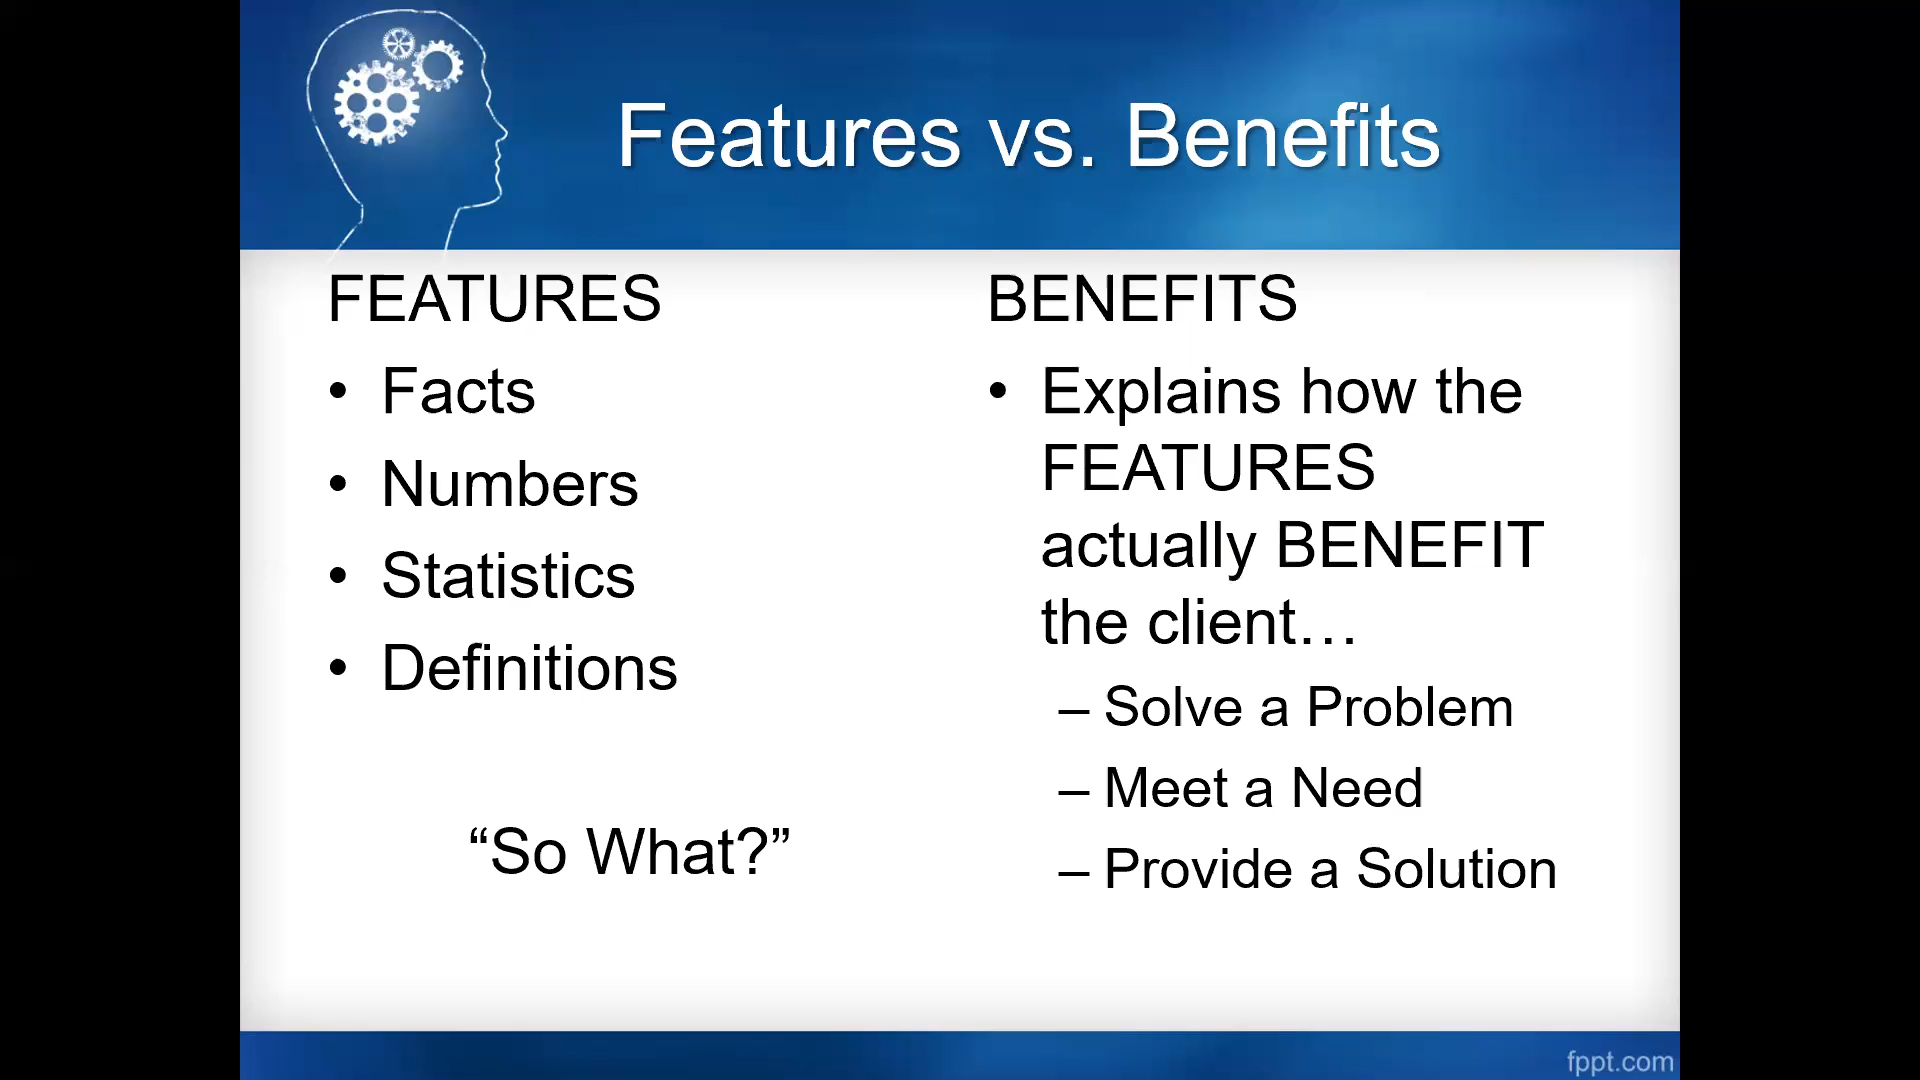 Features vs. Benefits
FEATURES
• Facts
• Numbers
• Statistics
• Definitions
“So What?”
BENEFITS
• Explains how the
FEATURES
actually BENEFIT
the client…
– Solve a Problem
– Meet a Need
– Provide a Solution
fppt.com